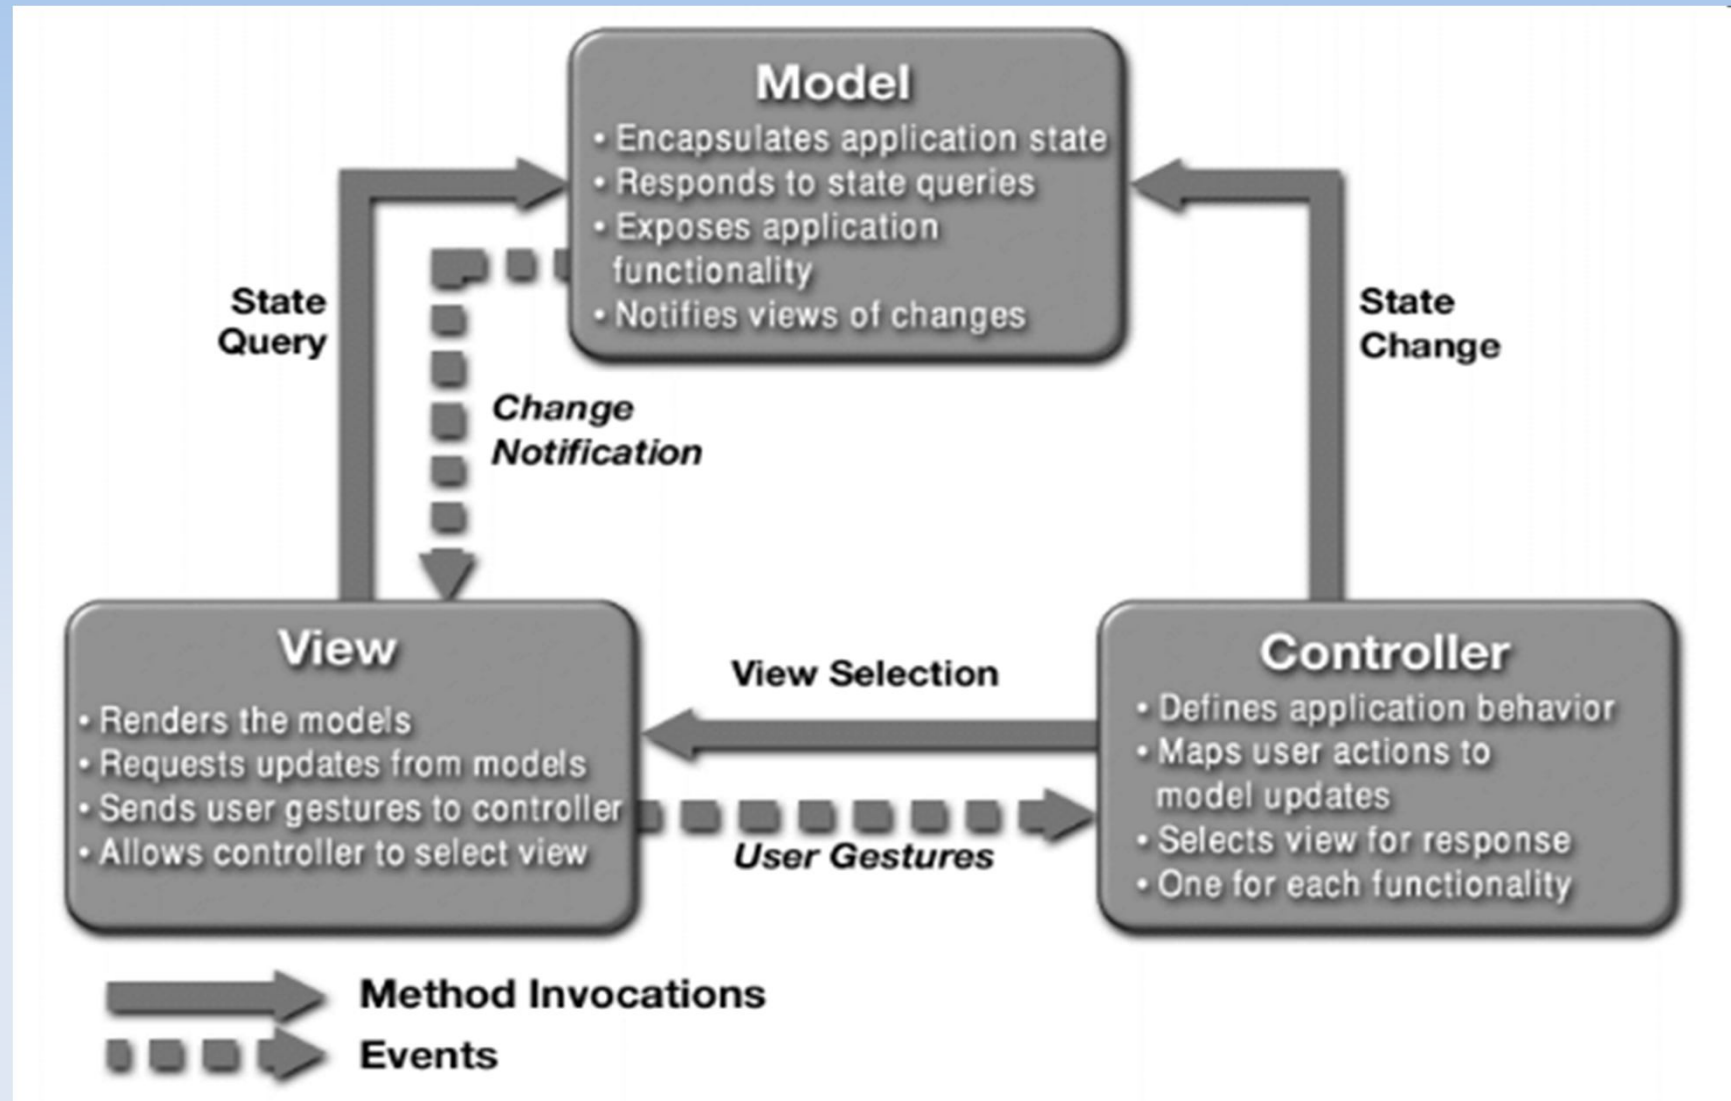 Model
• Encapsulates application state
• Responds to state queries
• Exposes application
functionality
• Notifies views of changes
State
Query
State
Change
Change
Notification
View
• Renders the models
• Requests updates from models
• Sends user gestures to controller
• Allows controller to select view
View Selection
User Gestures
Controller
• Defines application behavior
• Maps user actions to
model updates
• Selects view for response
• One for each functionality
Method Invocations
Events